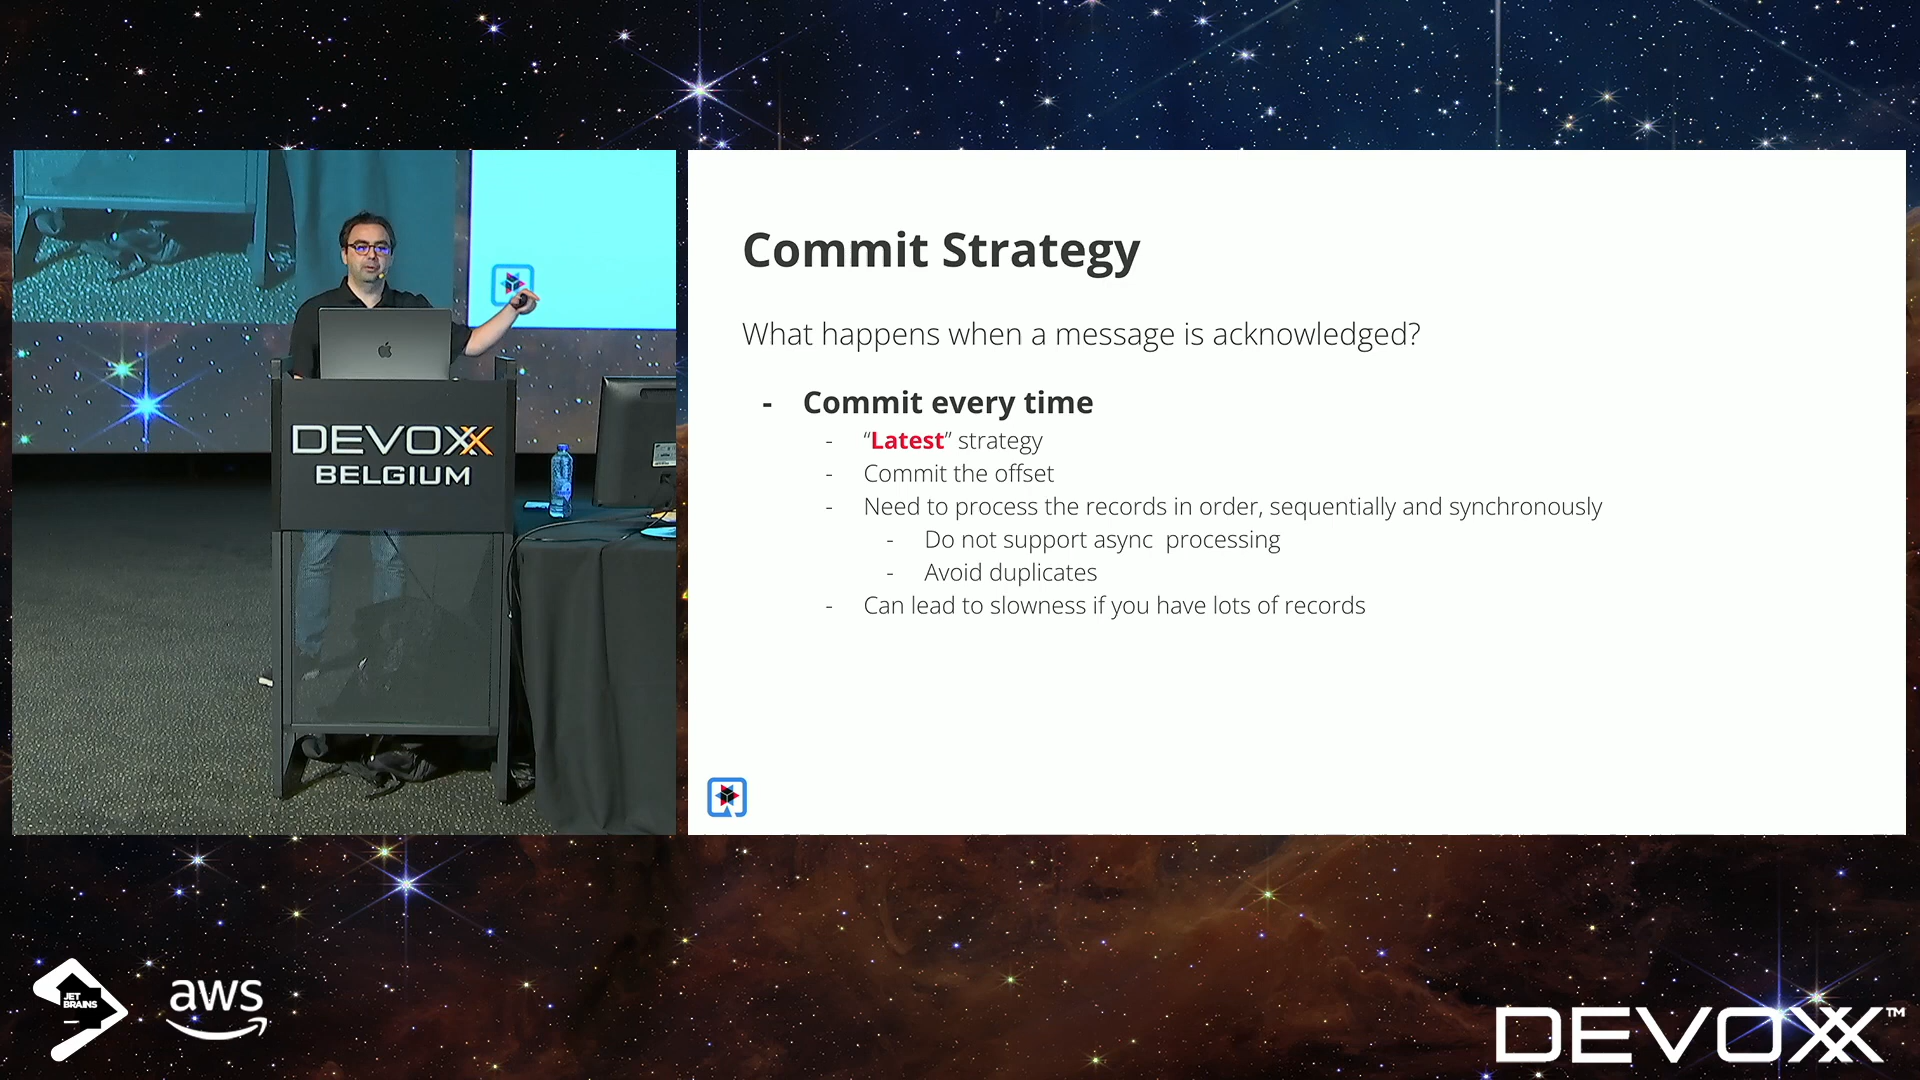 DEVOXX
BELGIUM
Commit Strategy
What happens when a message is acknowledged?
- Commit every time
- “Latest” strategy
- Commit the offset
- Need to process the records in order, sequentially and synchronously
- Do not support async  processing
- Avoid duplicates
- Can lead to slowness if you have lots of records
JET
BRAINS
aws
DEVOXX™